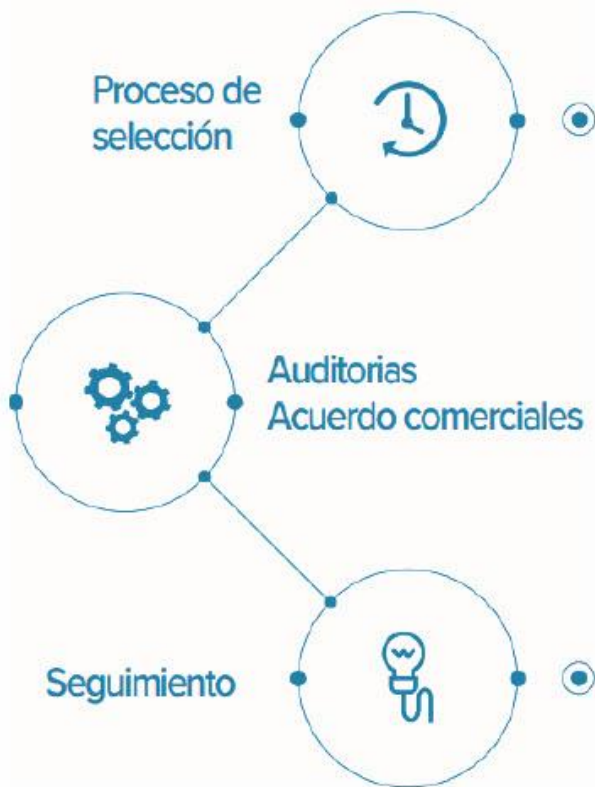 Proceso de
selección
Auditorias
Acuerdo comerciales
Seguimiento